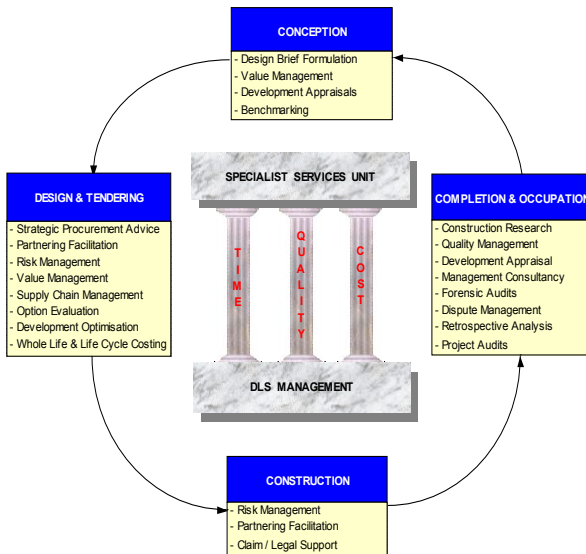 CONCEPTION
- Design Brief Formulation
- Value Management
- Development Appraisals
- Benchmarking
DESIGN & TENDERING
- Strategic Procurement Advice
- Partnering Facilitation
- Risk Management
- Value Management
- Supply Chain Management
- Option Evaluation
- Development Optimisation
- Whole Life & Life Cycle Costing
SPECIALIST SERVICES UNIT
TIME
QUALITY
COST
DLS MANAGEMENT
COMPLETION & OCCUPATION
- Construction Research
- Quality Management
- Development Appraisal
- Management Consultancy
- Forensic Audits
- Dispute Management
- Retrospective Analysis
- Project Audits
CONSTRUCTION
- Risk Management
- Partnering Facilitation
- Claim / Legal Support